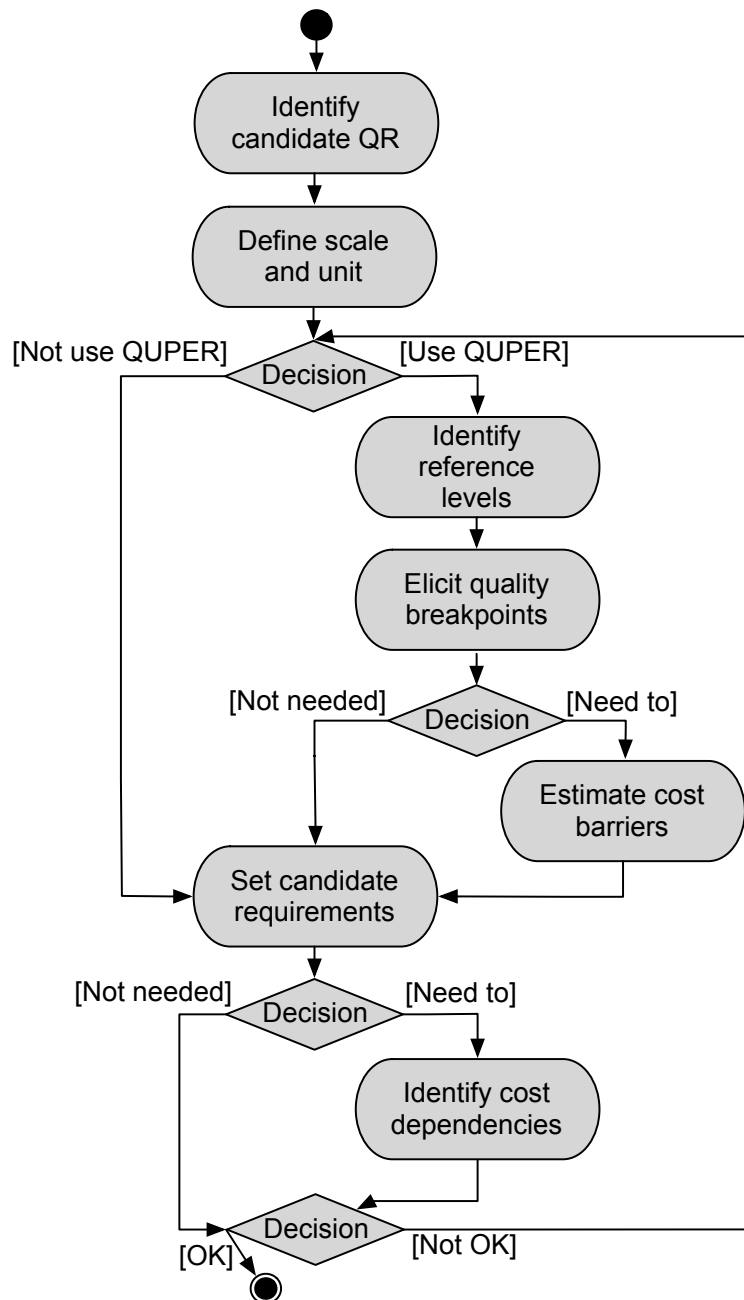 Identify
candidate QR
Define scale
and unit
[Not use QUPER]
[Use QUPER]
Decision
Identify
reference
levels
Elicit quality
breakpoints
[Not needed]
[Need to]
Decision
Estimate cost
barriers
Set candidate
requirements
[Not needed]
[Need to]
Decision
Identify cost
dependencies
Decision
[OK]
[Not OK]